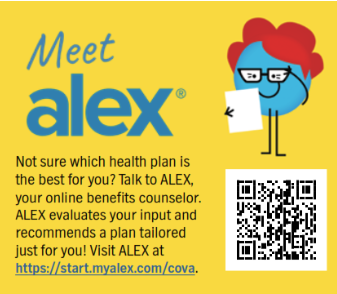 Meet
alex®
Not sure which health plan is
the best for you? Talk to ALEX,
your online benefits counselor.
ALEX evaluates your input and
recommends a plan tailored
just for you! Visit ALEX at
https://start.myalex.com/cova.